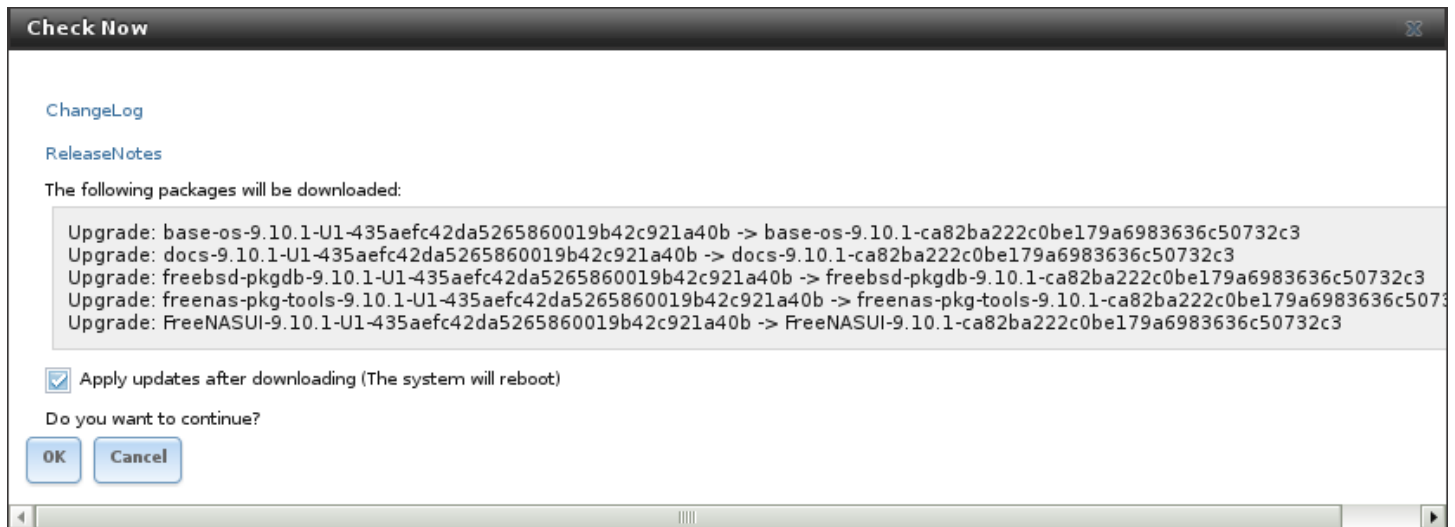 Check Now
ChangeLog
ReleaseNotes
The following packages will be downloaded:
Upgrade: base-os-9.10.1-U1-435aefc42da5265860019b42c921a40b -> base-os-9.10.1-ca82ba222c0be179a6983636c50732c3
Upgrade: docs-9.10.1-U1-435aefc42da5265860019b42c921a40b -> docs-9.10.1-ca82ba222c0be179a6983636c50732c3
Upgrade: freebsd-pkgdb-9.10.1-U1-435aefc42da5265860019b42c921a40b -> freebsd-pkgdb-9.10.1-ca82ba222c0be179a6983636c50732c3
Upgrade: freenas-pkg-tools-9.10.1-U1-435aefc42da5265860019b42c921a40b -> freenas-pkg-tools-9.10.1-ca82ba222c0be179a6983636c5073
Upgrade: FreeNASUI-9.10.1-U1-435aefc42da5265860019b42c921a40b -> FreeNASUI-9.10.1-ca82ba222c0be179a6983636c50732c3
Apply updates after downloading (The system will reboot)
Do you want to continue?
OK Cancel